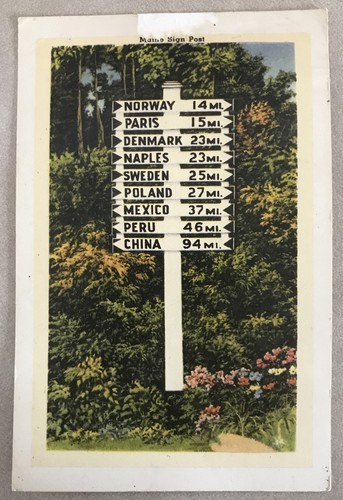 Maine Sign Post
NORWAY 14 MI.
PARIS 15 MI.
DENMARK 23 MI.
NAPLES 23 MI.
SWEDEN 25 MI.
POLAND 27 MI.
MEXICO 37 MI.
PERU 46 MI.
CHINA 94 MI.